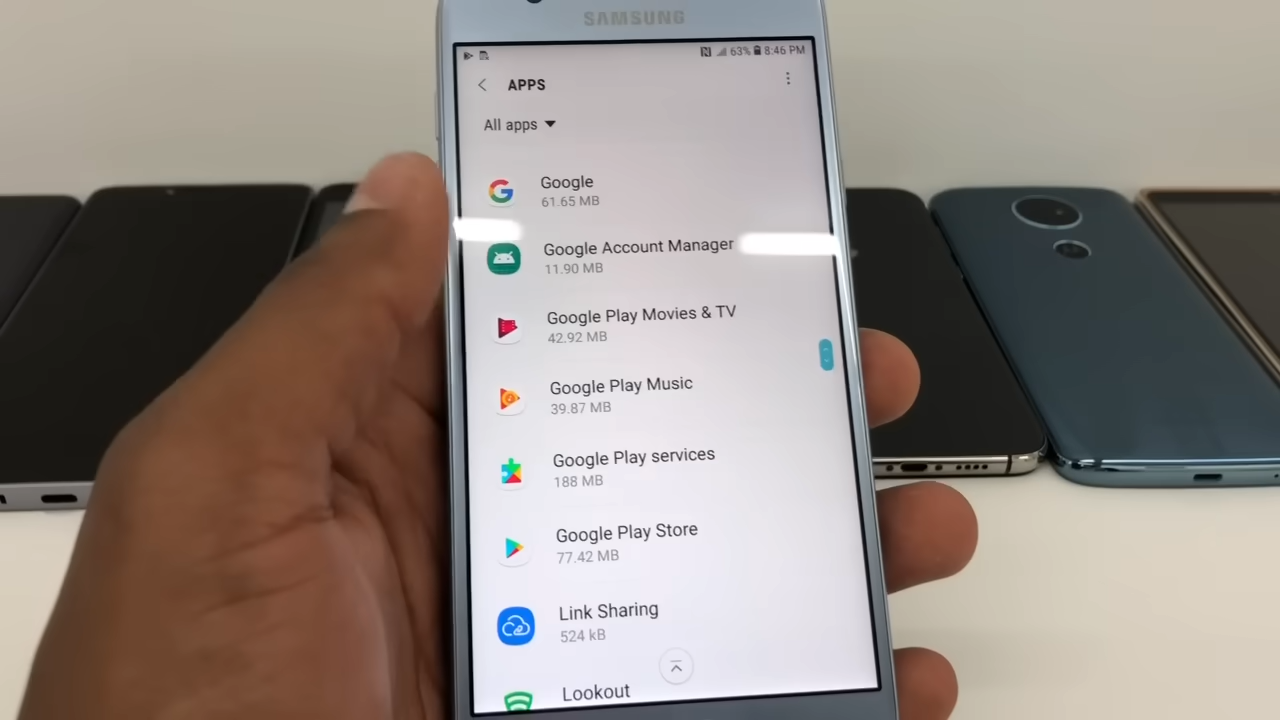 SAMSUNG
63% 8:46 PM
APPS
All apps
Google
61.65 MB
Google Account Manager
11.90 MB
Google Play Movies & TV
42.92 MB
Google Play Music
39.87 MB
Google Play services
188 MB
Google Play Store
77.42 MB
Link Sharing
524 kB
Lookout